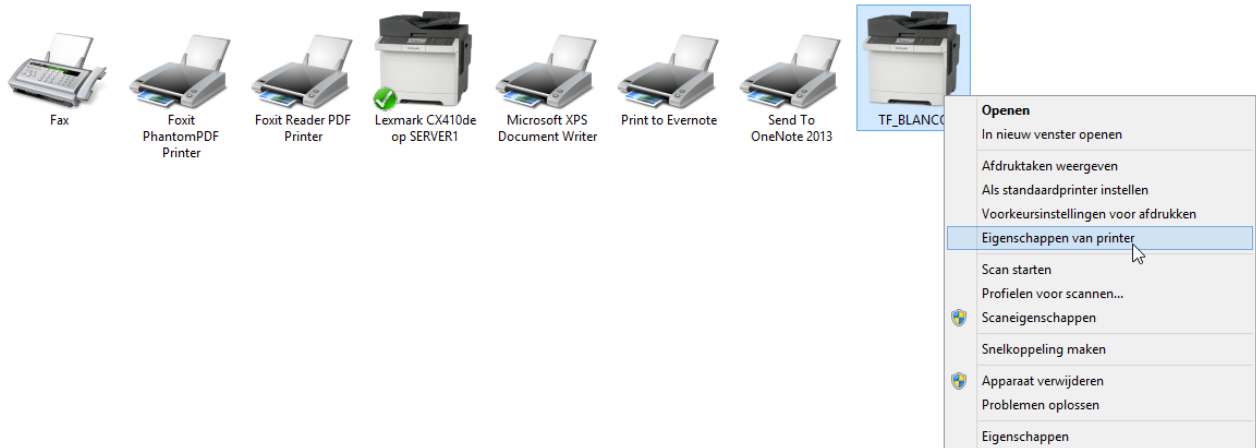 Fax
Foxit
PhantomPDF
Printer
Foxit Reader PDF
Printer
Lexmark CX410de
op SERVER1
Microsoft XPS
Document Writer
Print to Evernote
Send To
OneNote 2013
TF_BLANCO
Openen
In nieuw venster openen
Afdruktaken weergeven
Als standaardprinter instellen
Voorkeursinstellingen voor afdrukken
Eigenschappen van printer
Scan starten
Profielen voor scannen...
Scaneigenschappen
Snelkoppeling maken
Apparaat verwijderen
Problemen oplossen
Eigenschappen